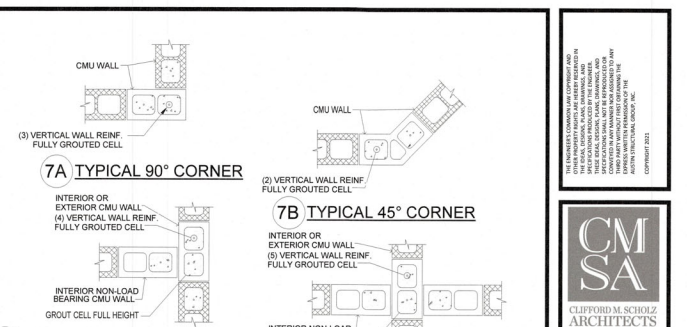 CMU WALL
(3) VERTICAL WALL REINF.
FULLY GROUTED CELL
7A TYPICAL 90° CORNER
CMU WALL
(2) VERTICAL WALL REINF.
FULLY GROUTED CELL
7B TYPICAL 45° CORNER
INTERIOR OR
EXTERIOR CMU WALL
(4) VERTICAL WALL REINF.
FULLY GROUTED CELL
INTERIOR NON-LOAD
BEARING CMU WALL
GROUT CELL FULL HEIGHT
INTERIOR OR
EXTERIOR CMU WALL
(5) VERTICAL WALL REINF.
FULLY GROUTED CELL
INTERIOR NON-LOAD
THE ENGINEER'S COMMON LAW COPYRIGHT AND
OTHER PROPERTY RIGHTS ARE HEREBY RESERVED IN
THE IDEAS, DESIGNS, PLANS, DRAWINGS, AND
SPECIFICATIONS PRODUCED BY THE ENGINEER.
THESE IDEAS, DESIGNS, PLANS, DRAWINGS, AND
SPECIFICATIONS SHALL NOT BE REPRODUCED OR
CONVEYED IN ANY MANNER NOR ASSIGNED TO ANY
THIRD PARTY WITHOUT FIRST OBTAINING THE
EXPRESS WRITTEN PERMISSION OF THE
AUSTIN STRUCTURAL GROUP, INC.
COPYRIGHT 2021
CM
SA
CLIFFORD M. SCHOLZ
ARCHITECTS